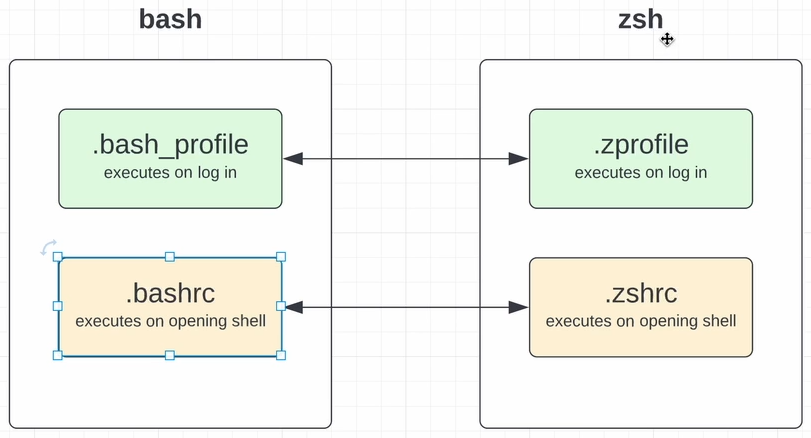 bash
zsh
.bash_profile
executes on log in
.zprofile
executes on log in
.bashrc
executes on opening shell
.zshrc
executes on opening shell